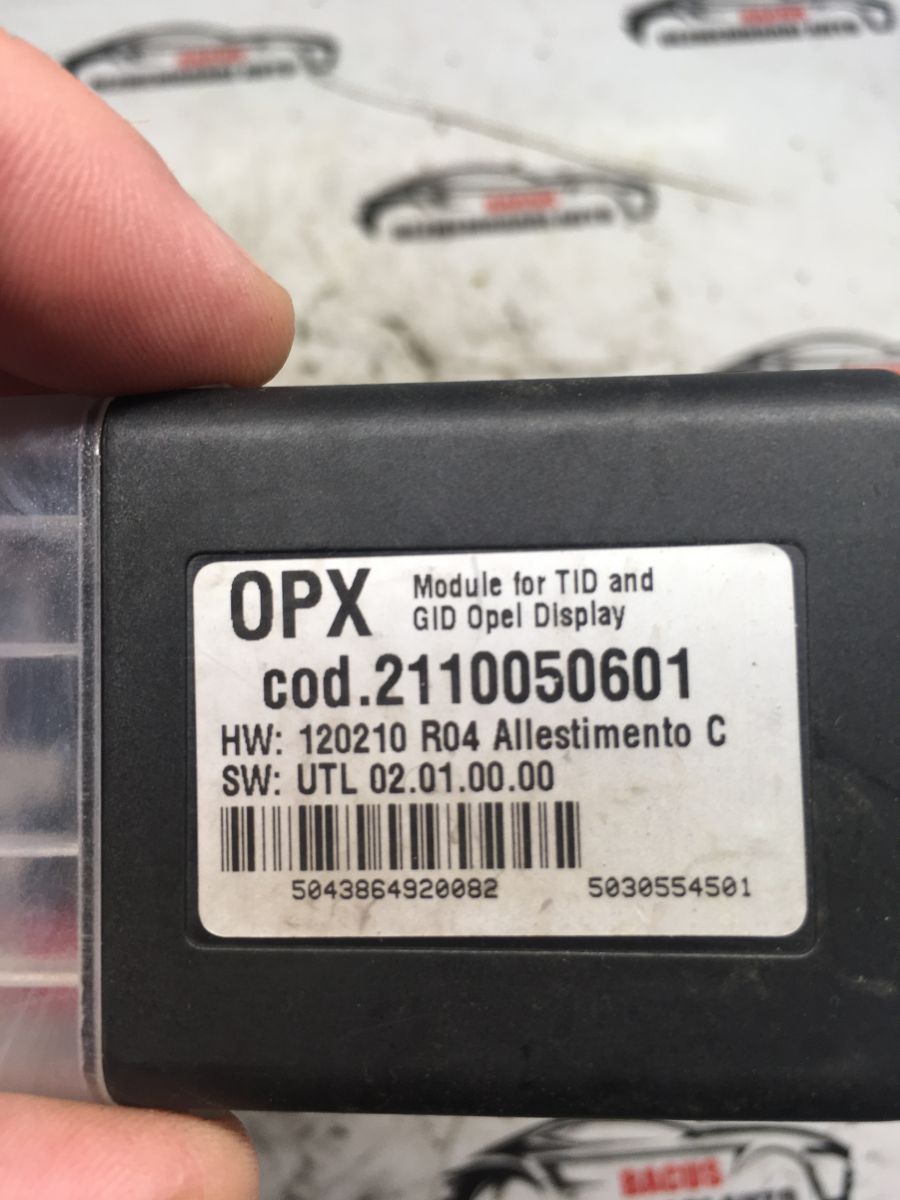 OPX
Module for TID and
GID Opel Display
cod.2110050601
HW: 120210 R04 Allestimento C
SW: UTL 02.01.00.00
5043864920082 5030554501
BACIUS